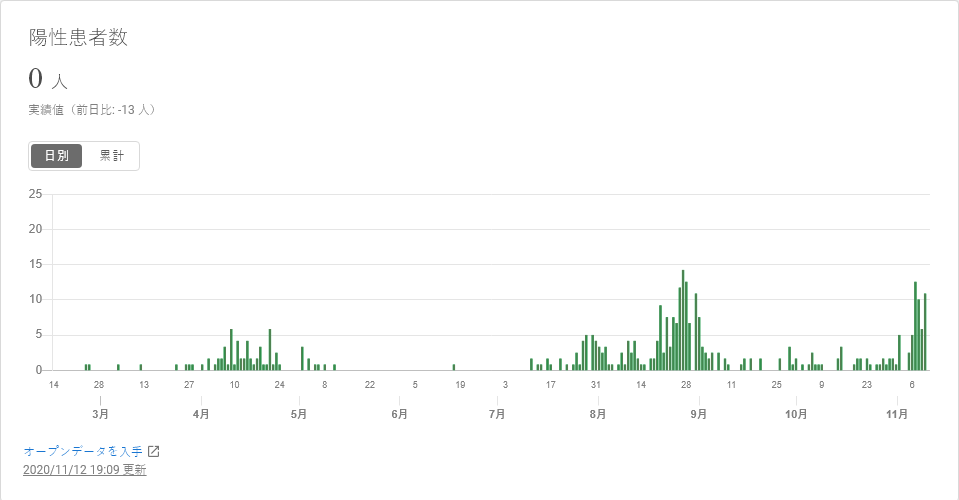 陽性患者数
0 人
実績値（前日比: -13 人）
日別 累計
25
20
15
10
5
0
14 28 13 27 10 24 8 22 5 19 3 17 31 14 28 11 25 9 23 6
3月 4月 5月 6月 7月 8月 9月 10月 11月
オープンデータを入手
2020/11/12 19:09 更新